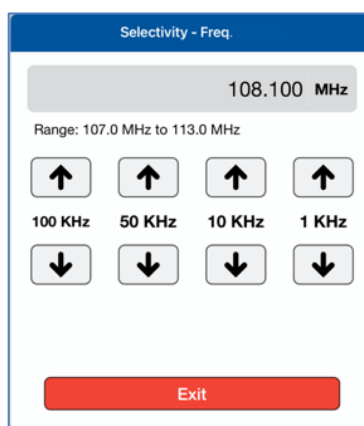 Selectivity - Freq.
108.100 MHz
Range: 107.0 MHz to 113.0 MHz
100 KHz 50 KHz 10 KHz 1 KHz
Exit